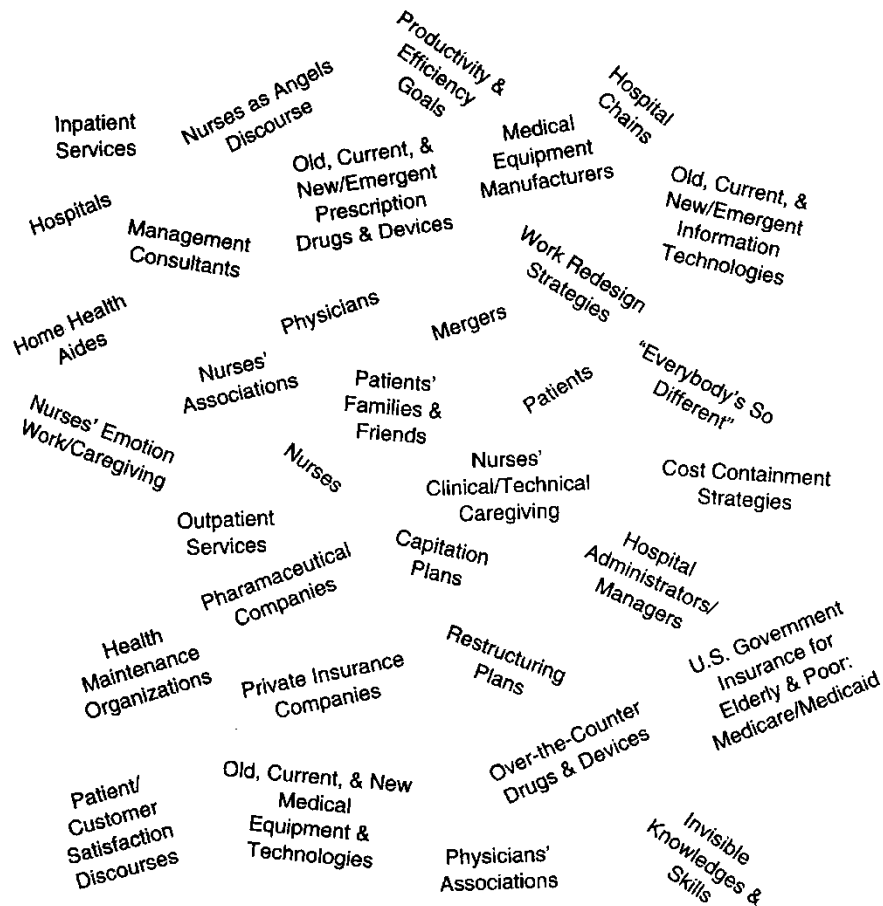 Inpatient
Services
Nurses as Angels
Discourse
Productivity &
Efficiency
Goals
Hospital
Chains
Hospitals
Management
Consultants
Old, Current, &
New/Emergent
Prescription
Drugs & Devices
Medical
Equipment
Manufacturers
Old, Current, &
New/Emergent
Information
Technologies
Work Redesign
Strategies
Home Health
Aides
Physicians
Mergers
Nurses'
Associations
Patients'
Families &
Friends
Patients
"Everybody's So
Different"
Nurses' Emotion
Work/Caregiving
Nurses
Nurses'
Clinical/Technical
Caregiving
Cost Containment
Strategies
Outpatient
Services
Pharamaceutical
Companies
Capitation
Plans
Hospital
Administrators/
Managers
Health
Maintenance
Organizations
Private Insurance
Companies
Restructuring
Plans
U.S. Government
Insurance for
Elderly & Poor:
Medicare/Medicaid
Over-the-Counter
Drugs & Devices
Patient/
Customer
Satisfaction
Discourses
Old, Current, & New
Medical
Equipment &
Technologies
Physicians'
Associations
Invisible
Knowledges &
Skills